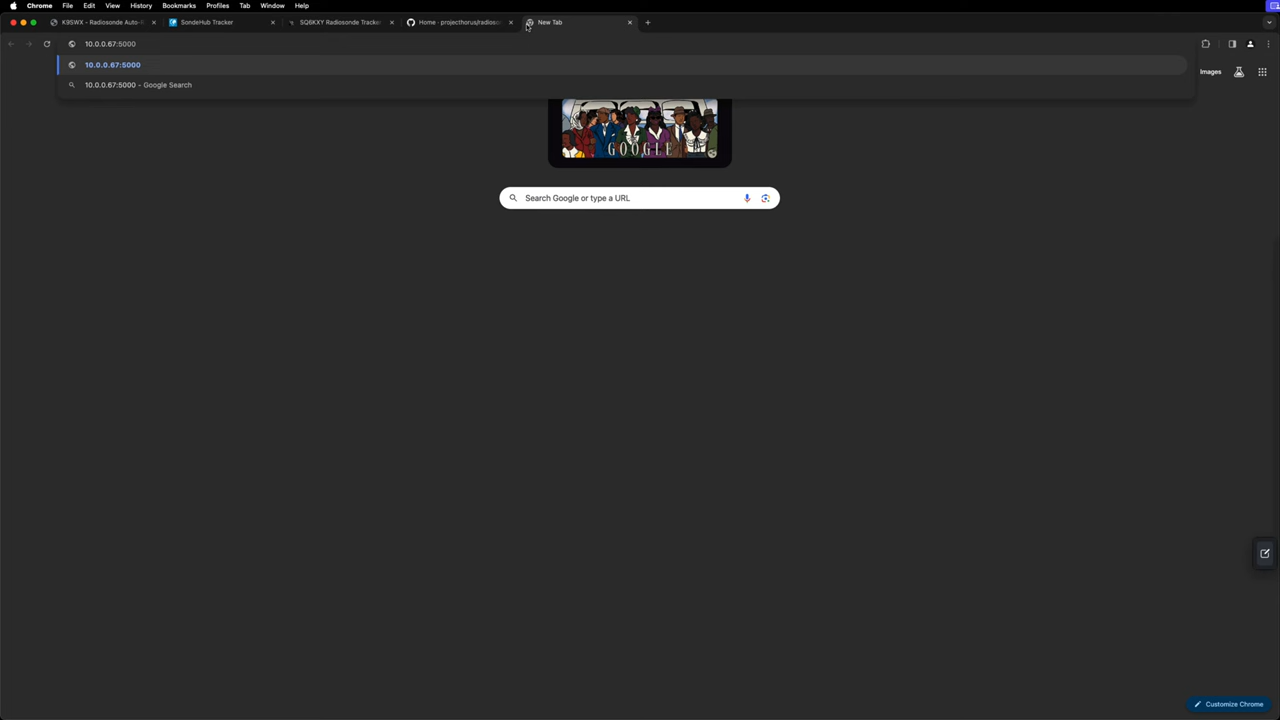 Chrome File Edit View History Bookmarks Profiles Tab Window Help
K9SWX - Radiosonde Auto- SondeHub Tracker SQ6KXY Radiosonde Tracke Home · projecthorus/radioso New Tab
10.0.0.67:5000
10.0.0.67:5000
10.0.0.67:5000 - Google Search
Images
GOOGLE
Search Google or type a URL
Customize Chrome